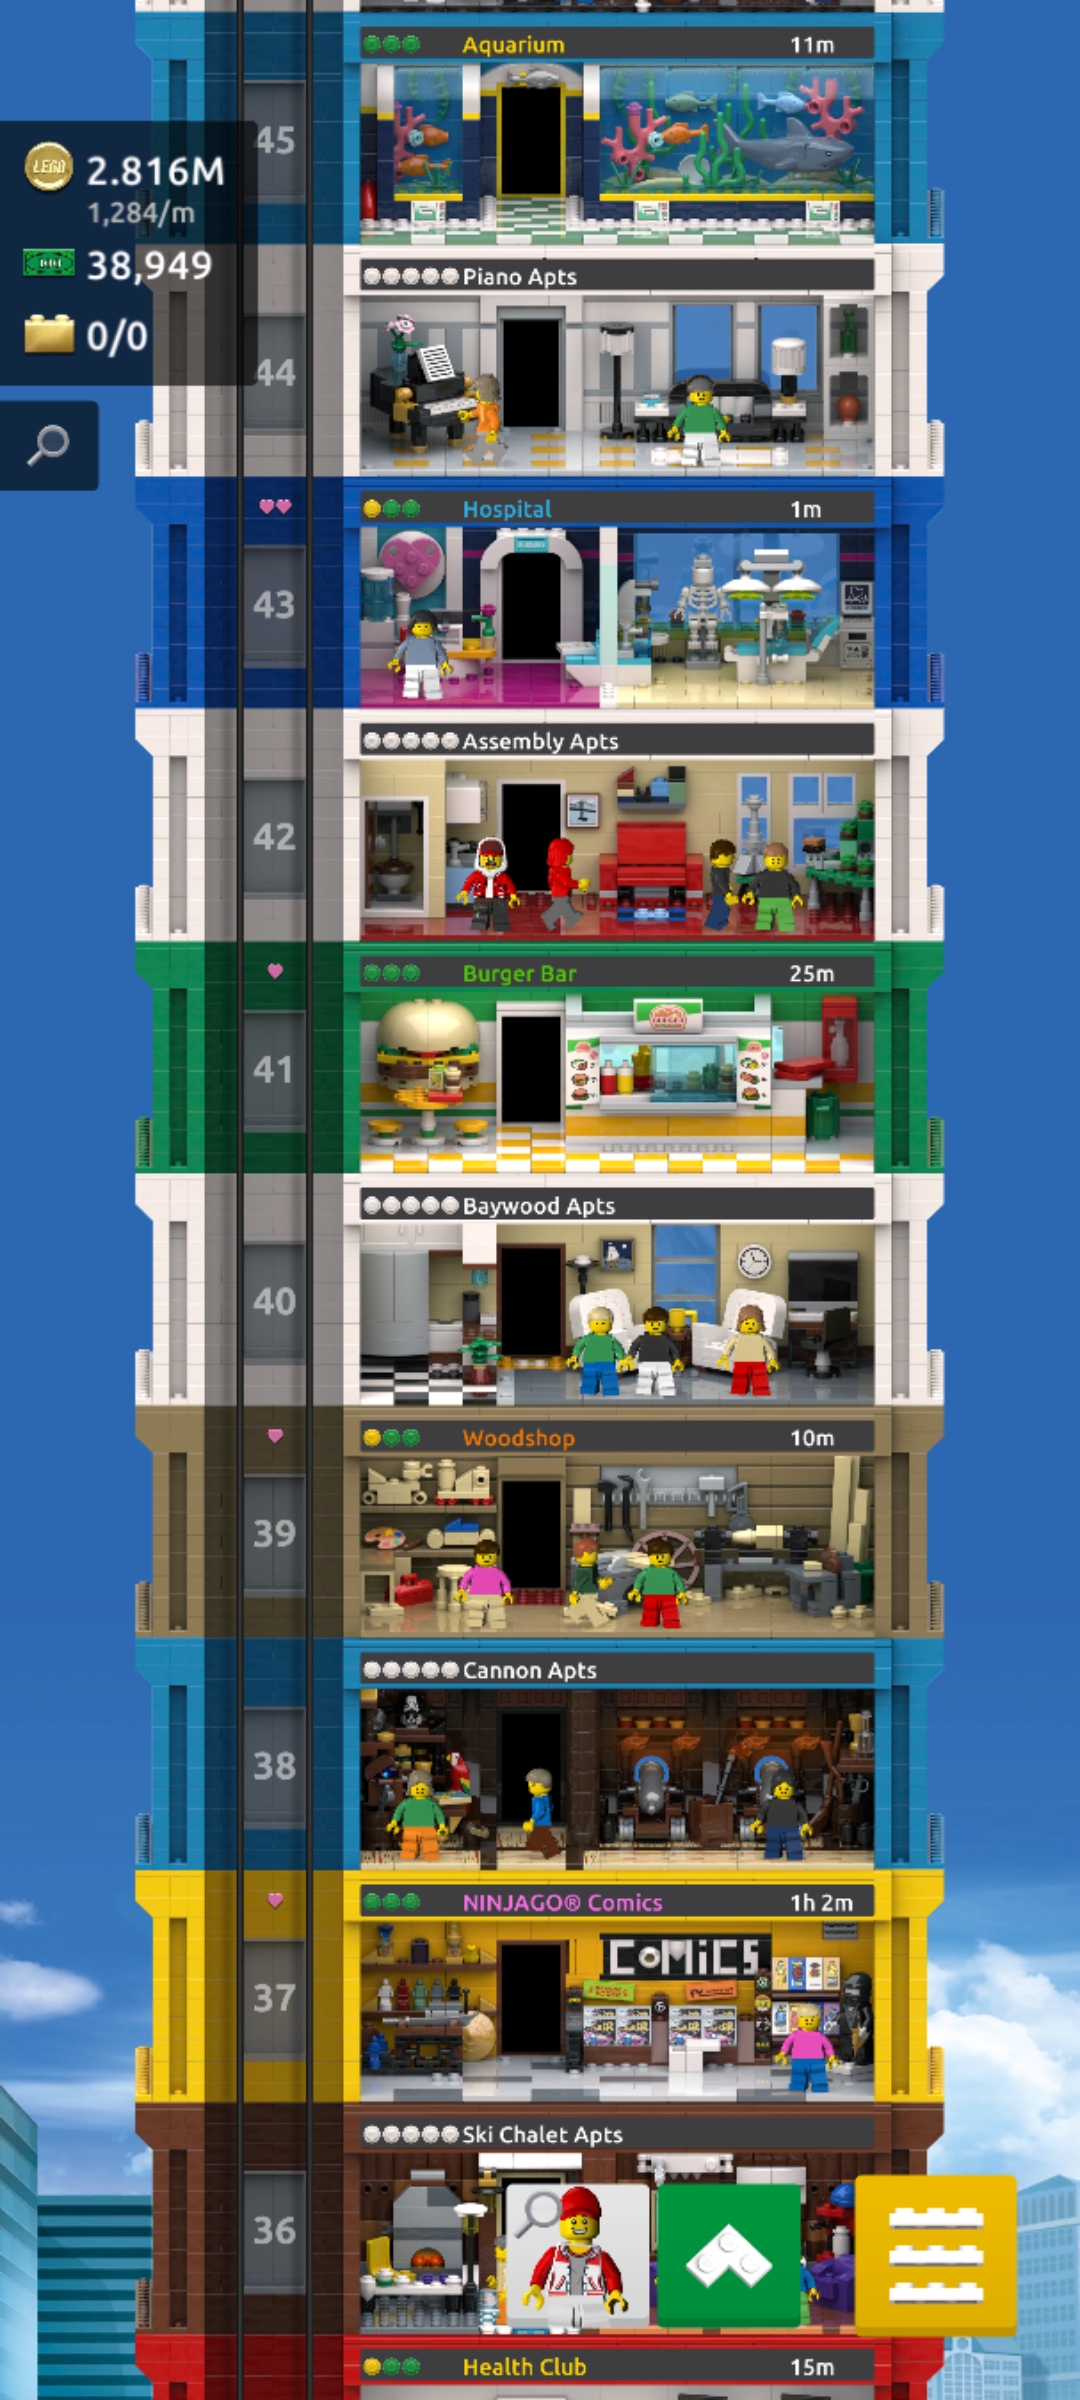 Aquarium 11m
45
LEGO 2.816M
1,284/m
38,949
0/0
Piano Apts
44
Hospital 1m
43
Assembly Apts
42
Burger Bar 25m
41
Baywood Apts
40
Woodshop 10m
39
Cannon Apts
38
NINJAGO® Comics 1h 2m
COMiCS
37
Ski Chalet Apts
36
Health Club 15m